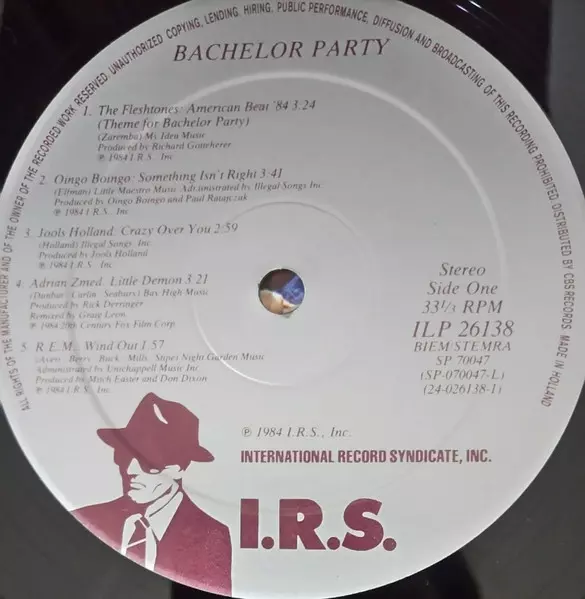 ALL RIGHTS OF THE MANUFACTURER AND OF THE OWNER OF THE RECORDED WORK RESERVED. UNAUTHORIZED COPYING, LENDING, HIRING, PUBLIC PERFORMANCE, DIFFUSION AND BROADCASTING OF THIS RECORDING PROHIBITED. DISTRIBUTED BY CBS RECORDS. MADE IN HOLLAND
BACHELOR PARTY
1. The Fleshtones: American Beat '84 3.24
(Theme for Bachelor Party)
(Zaremba) My Idea Music
Produced by Richard Gottehrer
℗ 1984 I.R.S., Inc.
2. Oingo Boingo: Something Isn't Right 3:41
(Elfman) Little Maestro Music Administrated by Illegal Songs Inc
Produced by Oingo Boingo and Paul Ratajczak
℗ 1984 I.R.S., Inc.
3. Jools Holland: Crazy Over You 2:59
(Holland) Illegal Songs, Inc
Produced by Jools Holland
℗ 1984 I.R.S., Inc
4. Adrian Zmed: Little Demon 3 21
Bax High Music
Produced by Rick Derringer
Remixed by Craig Leon
℗ 1984 20th Century Fox Film Corp.
5. R.E.M.: Wind Out 1:57
Berry Buck Mills Stipe) Night Garden Music
Administrated by Unichappell Music Inc
Produced by Mitch Easter and Don Dixon
℗ 1984 I.R.S., Inc
Stereo
Side One
33⅓ RPM
ILP 26138
BIEM/STEMRA
SP 70047
(SP-070047-L)
(24-026138-1)
℗ 1984 I.R.S., Inc.
INTERNATIONAL RECORD SYNDICATE, INC.
I.R.S.